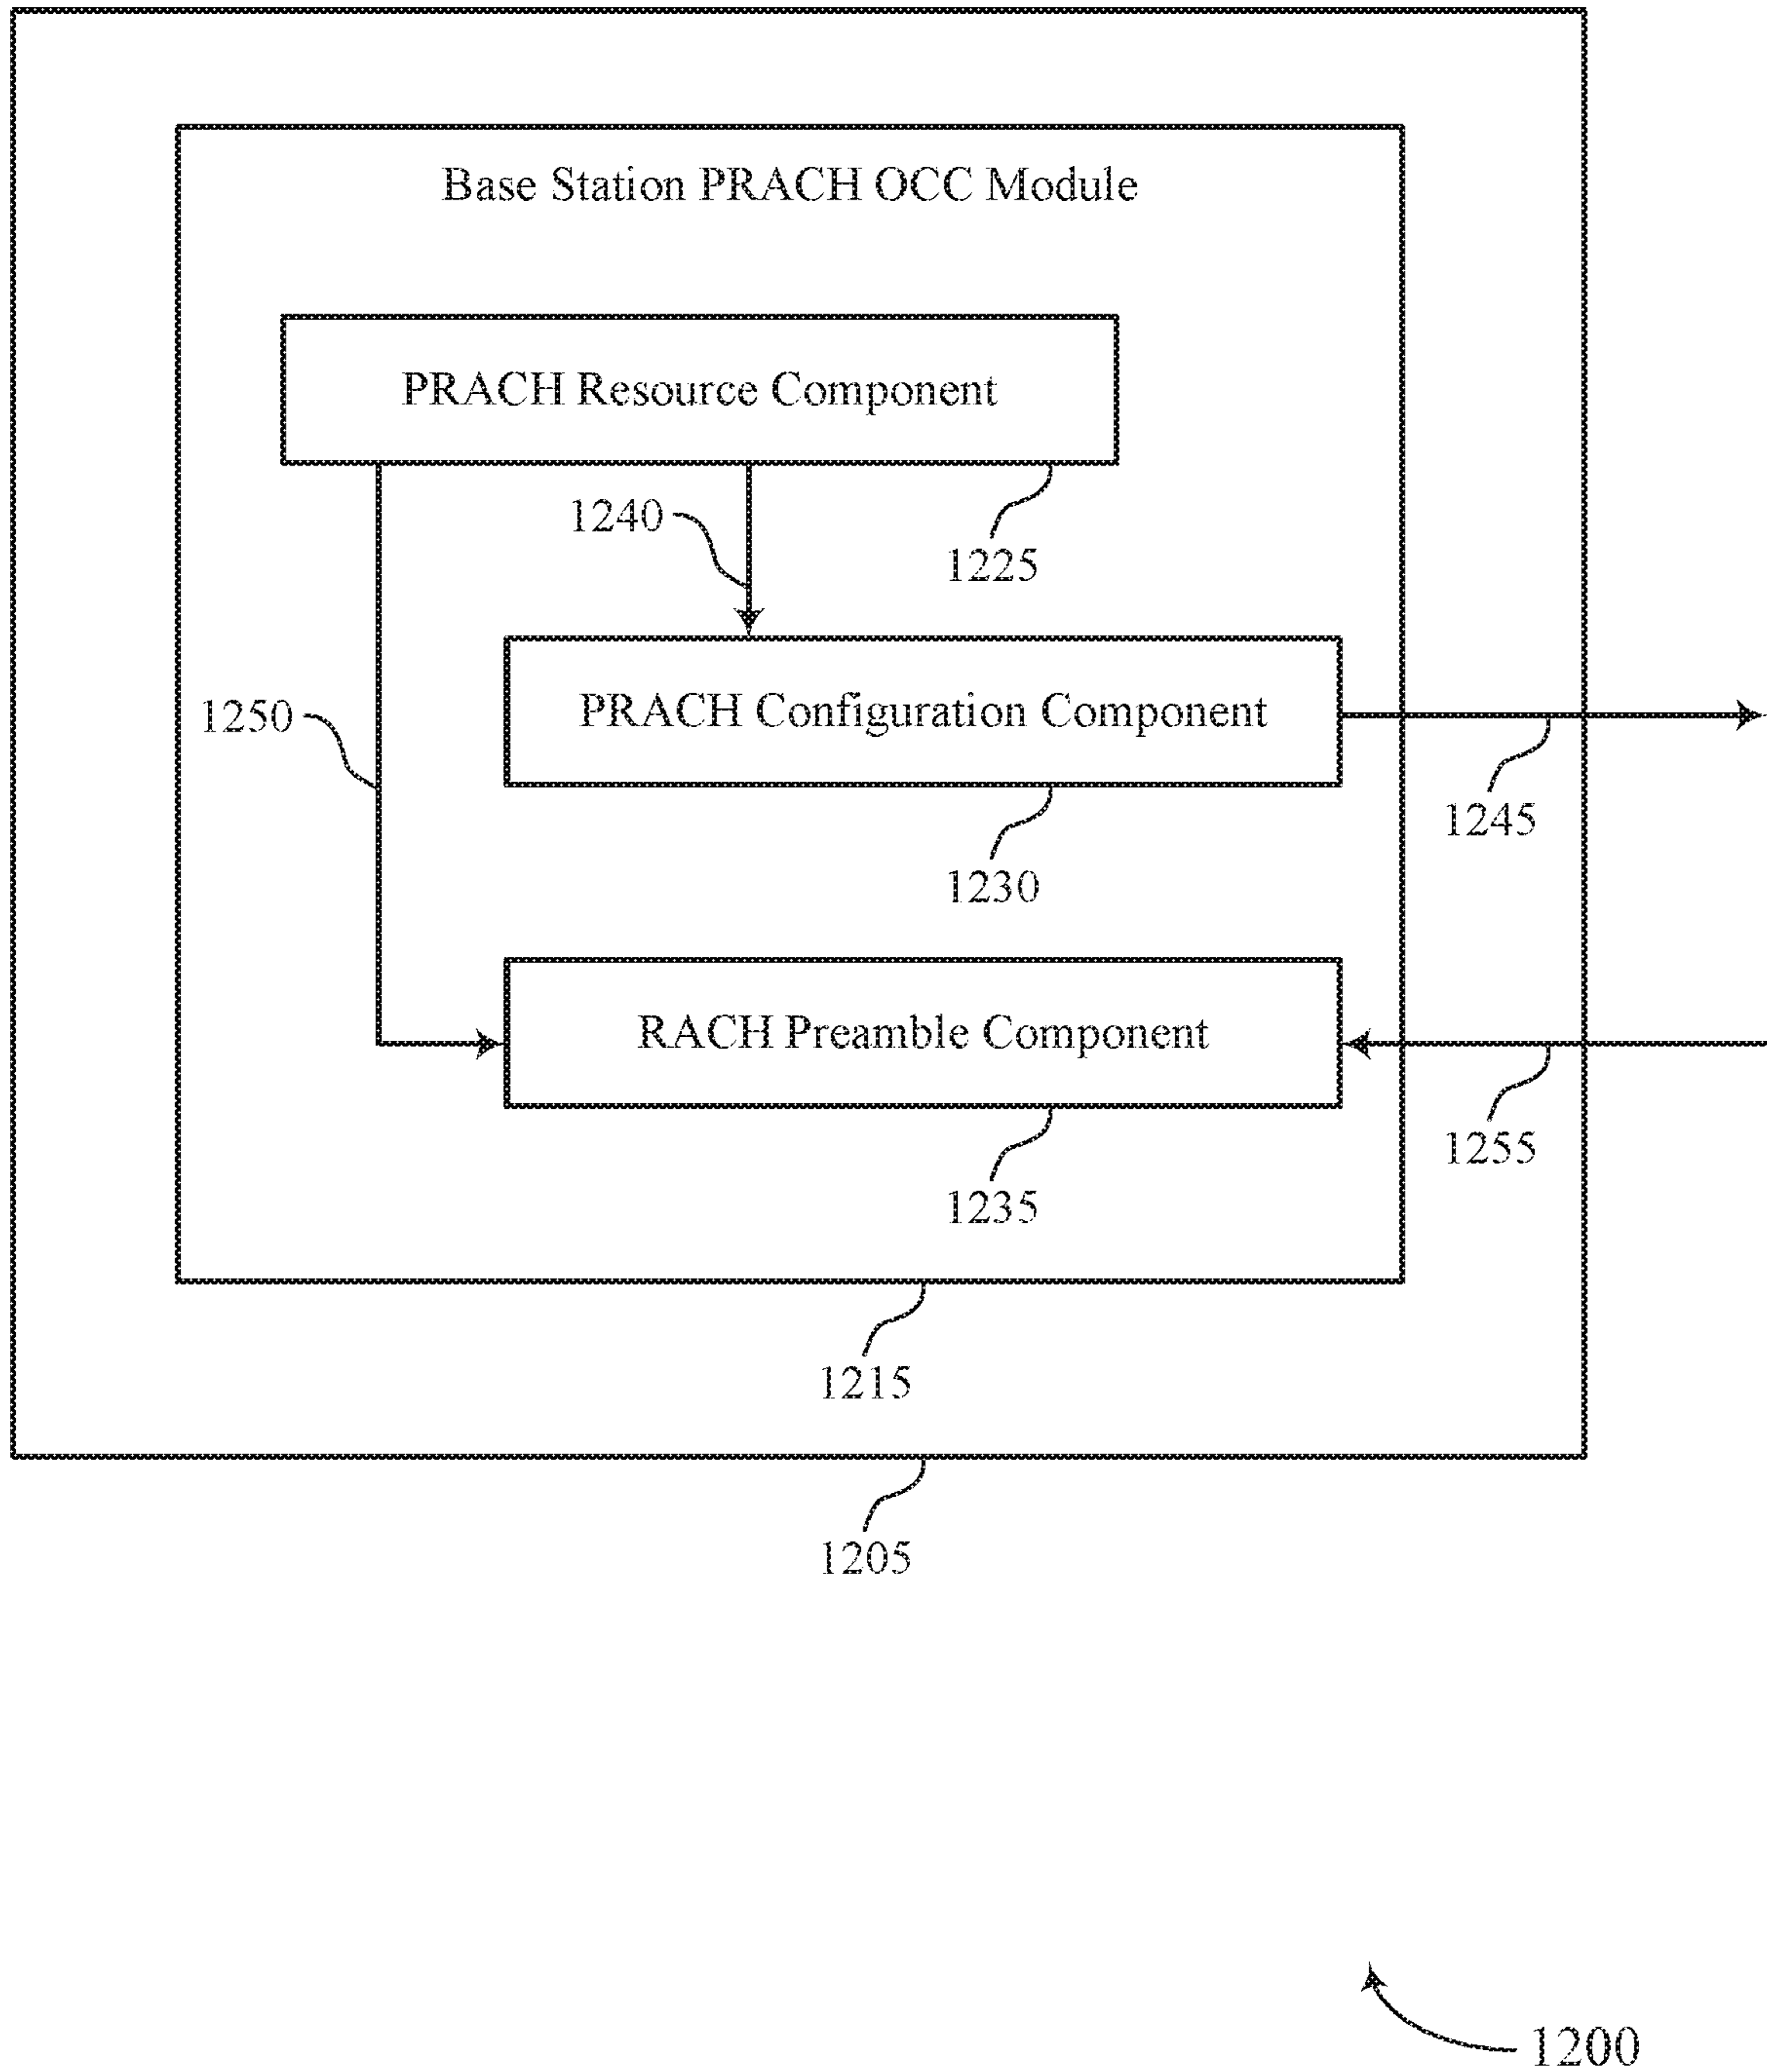 Base Station PRACH OCC Module
PRACH Resource Component
1240
1225
PRACH Configuration Component
1250
1245
1230
RACH Preamble Component
1255
1235
1215
1205
1200